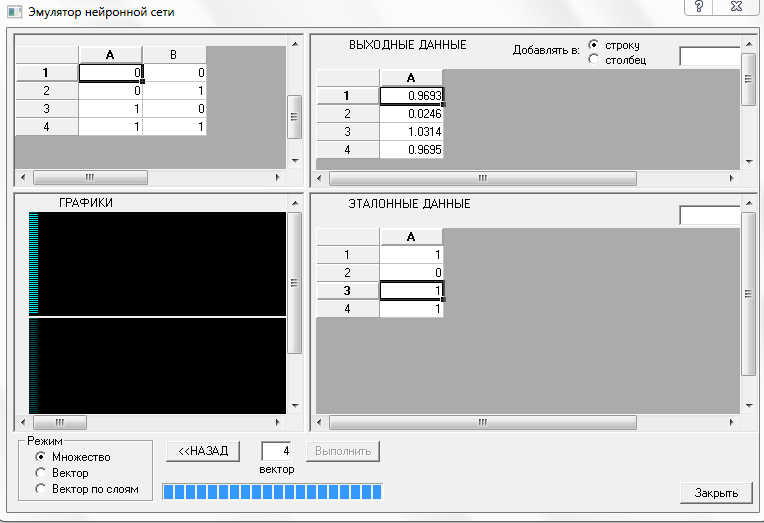 Эмулятор нейронной сети
A B
1 0 0
2 0 1
3 1 0
4 1 1
ВЫХОДНЫЕ ДАННЫЕ
Добавлять в:
строку
столбец
A
1 0.9693
2 0.0246
3 1.0314
4 0.9695
ГРАФИКИ
ЭТАЛОННЫЕ ДАННЫЕ
A
1 1
2 0
3 1
4 1
Режим
Множество
Вектор
Вектор по слоям
<<НАЗАД
4
вектор
Выполнить
Закрыть